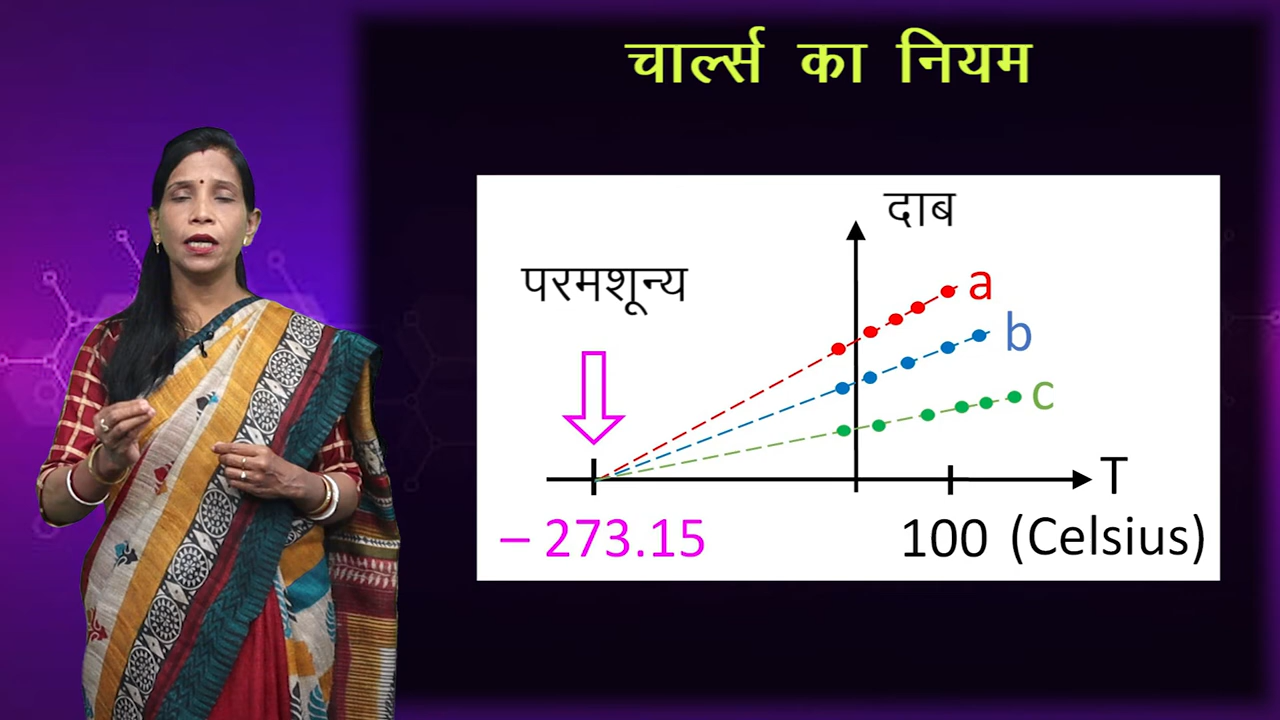 चार्ल्स का नियम
दाब
परमशून्य
a
b
c
T
– 273.15
100 (Celsius)